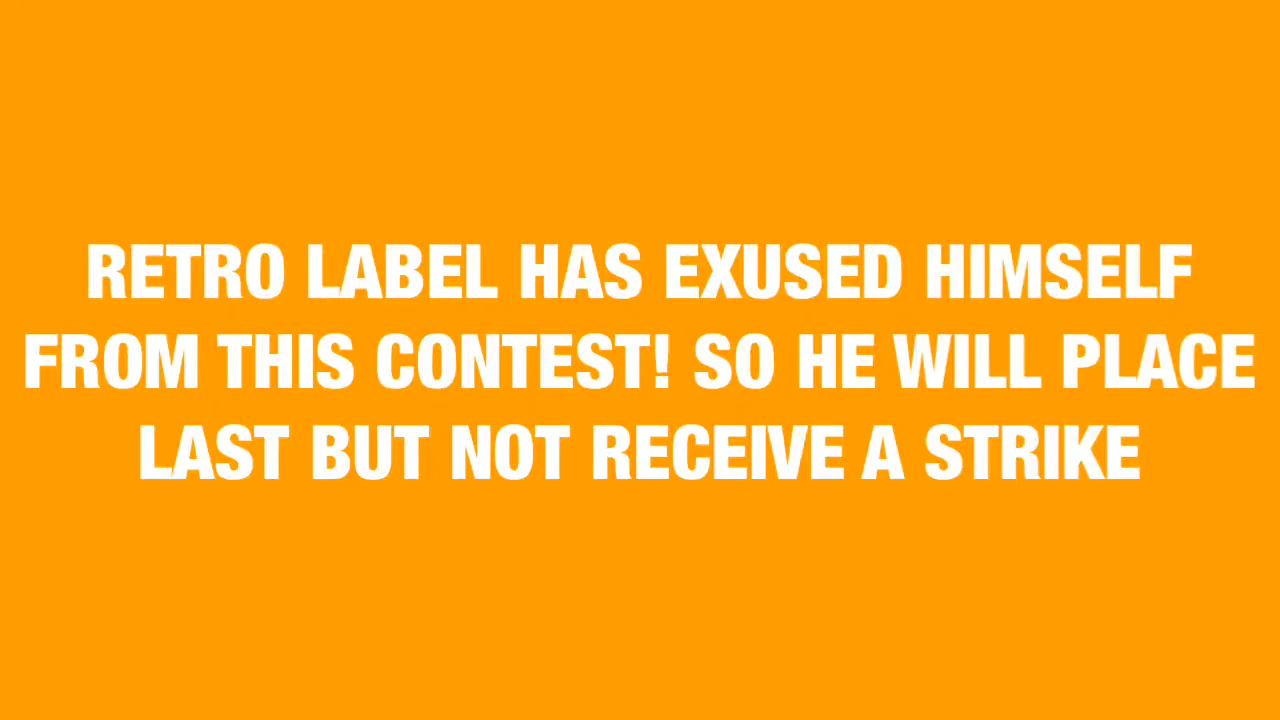 RETRO LABEL HAS EXUSED HIMSELF
FROM THIS CONTEST! SO HE WILL PLACE
LAST BUT NOT RECEIVE A STRIKE